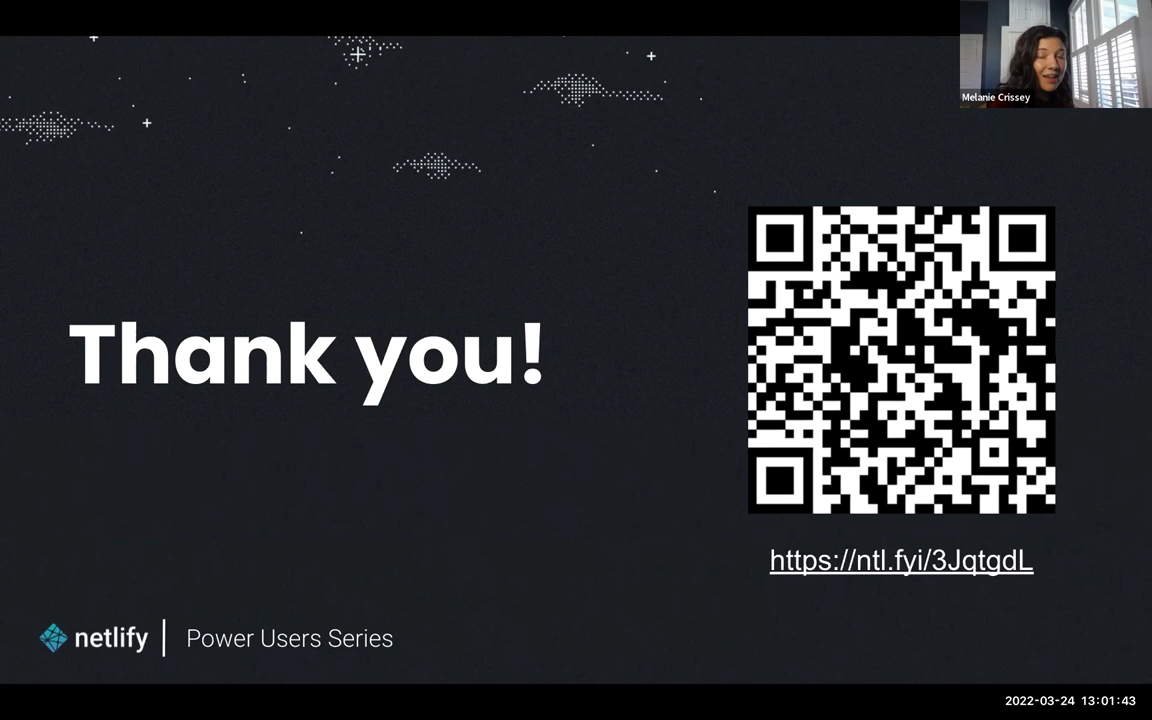 Melanie Crissey
Thank you!
https://ntl.fyi/3JqtgdL
netlify | Power Users Series
2022-03-24 13:01:43